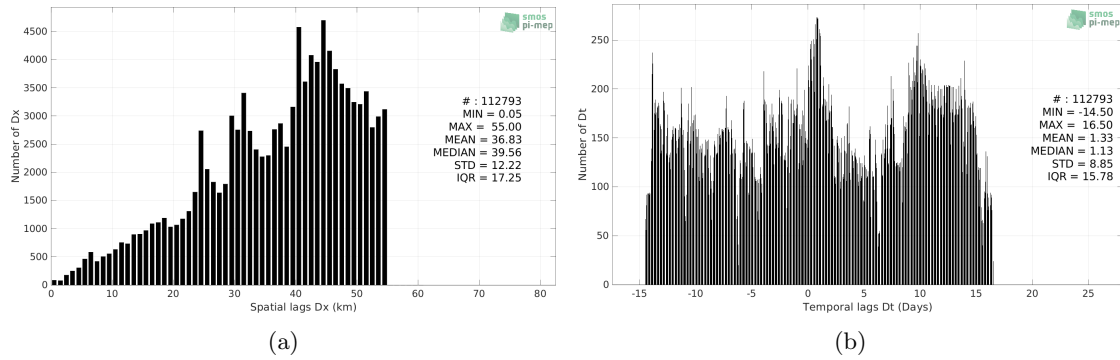 smos
pi-mep
4500
4000
3500
3000
2500
2000
1500
1000
500
0
Number of Dx
# : 112793
MIN = 0.05
MAX = 55.00
MEAN = 36.83
MEDIAN = 39.56
STD = 12.22
IQR = 17.25
0 10 20 30 40 50 60 70 80
Spatial lags Dx (km)
(a)
smos
pi-mep
250
200
150
100
50
0
Number of Dt
# : 112793
MIN = -14.50
MAX = 16.50
MEAN = 1.33
MEDIAN = 1.13
STD = 8.85
IQR = 15.78
-15 -10 -5 0 5 10 15 20 25
Temporal lags Dt (Days)
(b)